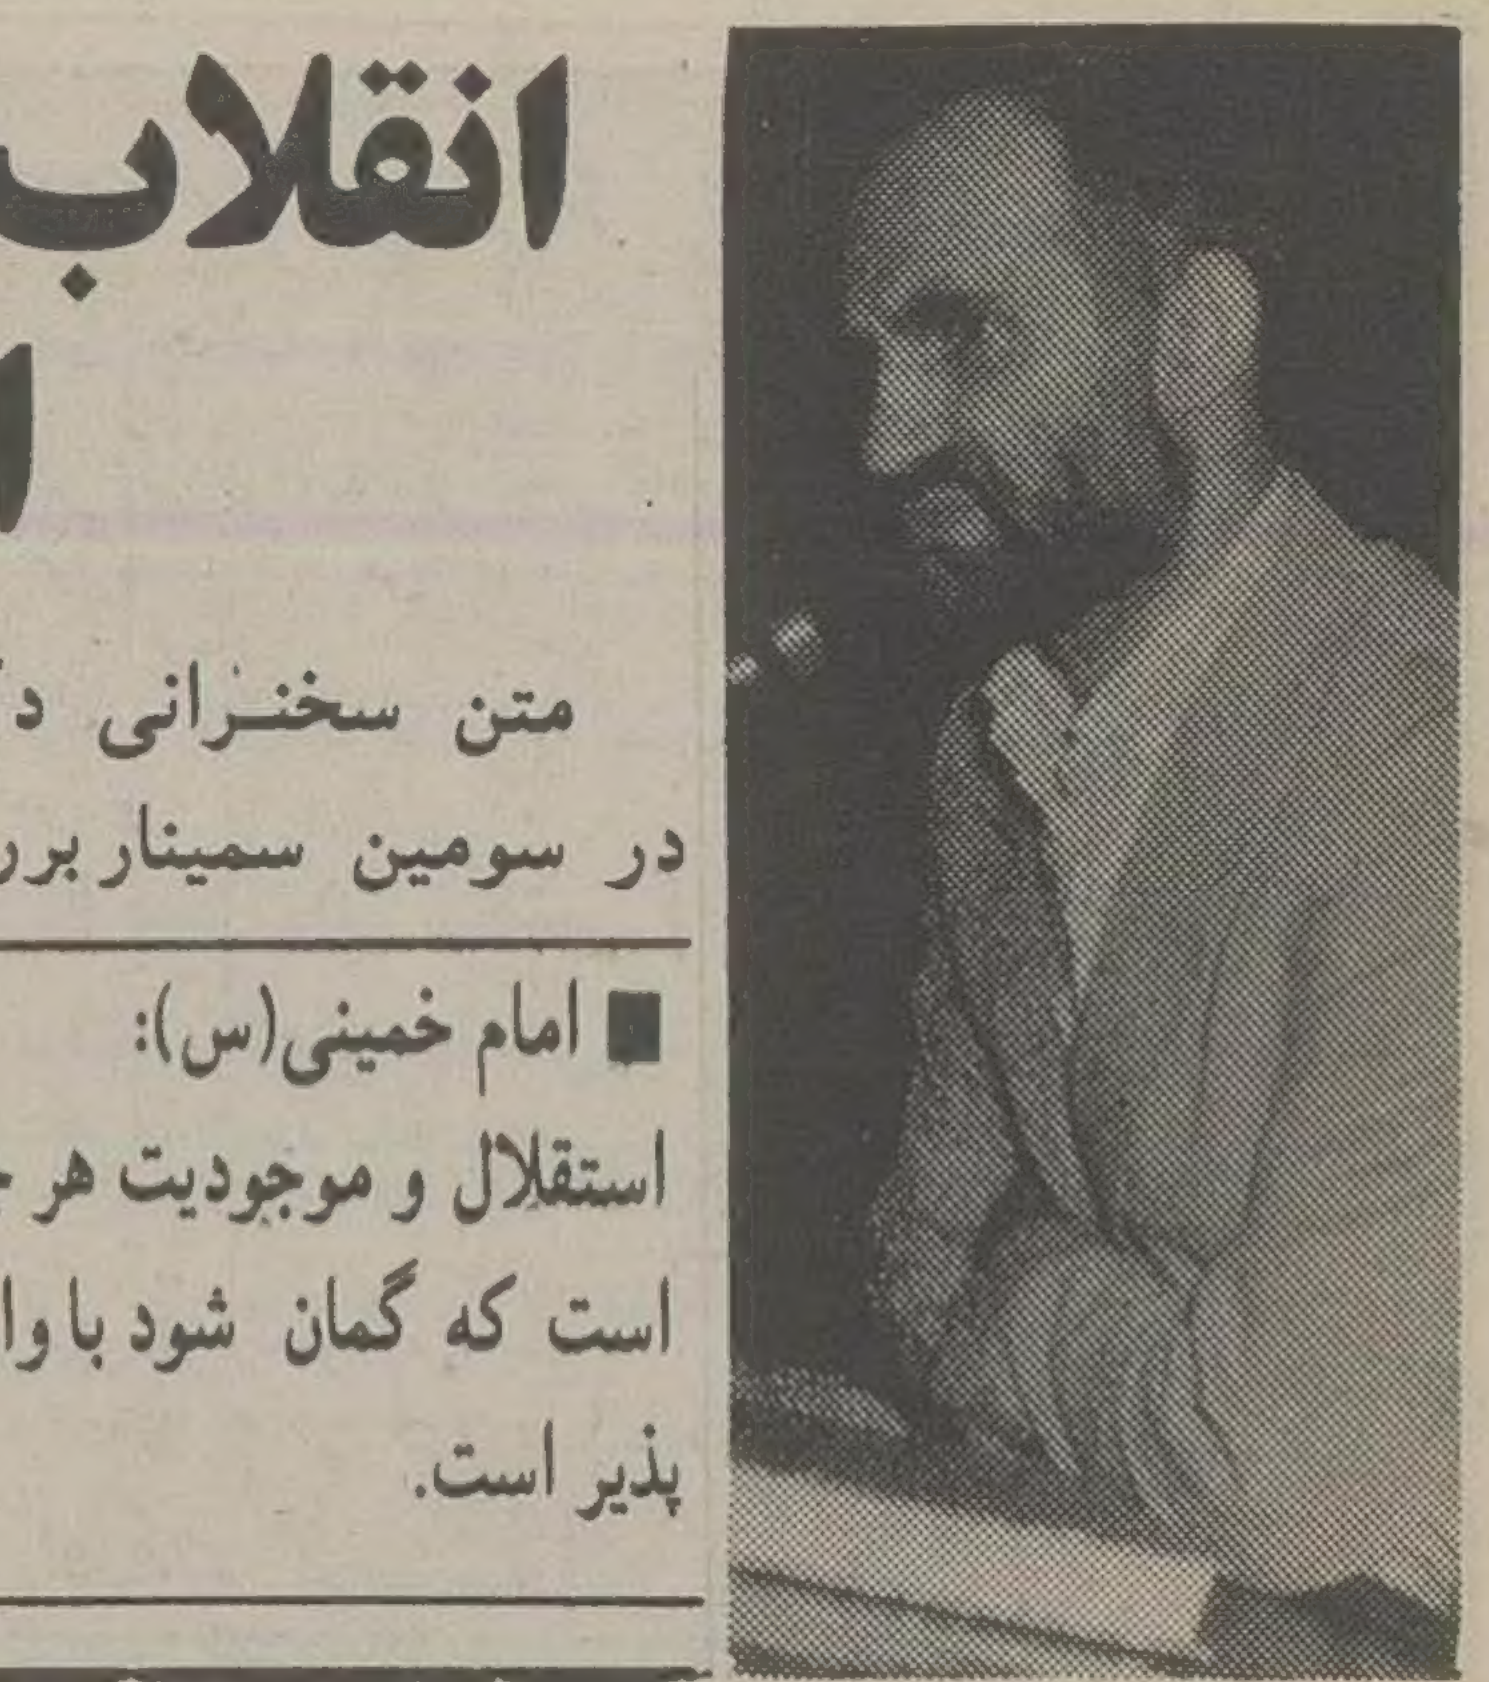 انقلاب
متن سخنرانی
در سومین سمینار
■ امام خمینی(س):
استقلال و موجودیت هر
است که گمان شود با
پذیر است.